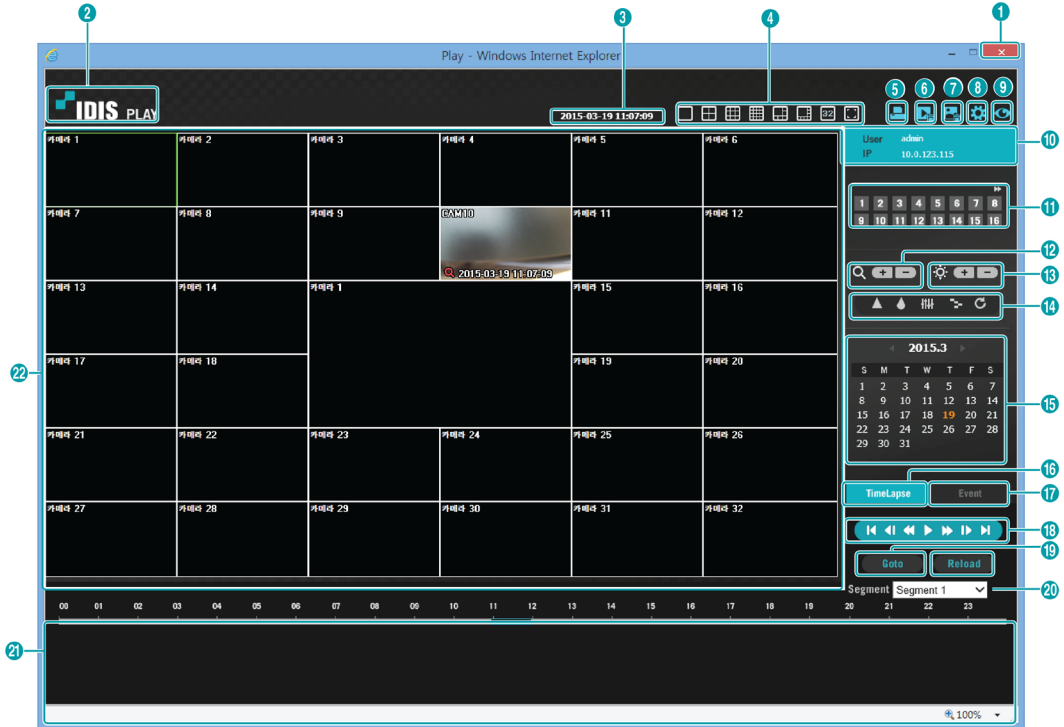 2 3 4 1
Play - Windows Internet Explorer
IDIS PLAY
2015-03-19 11:07:09
32
5 6 7 8 9
User admin
IP 10.0.123.115
10
카메라 1 카메라 2 카메라 3 카메라 4 카메라 5 카메라 6
1 2 3 4 5 6 7 8
9 10 11 12 13 14 15 16
11
카메라 7 카메라 8 카메라 9 CAM10 카메라 11 카메라 12
2015-03-19 11:07:09
12
13
14
카메라 13 카메라 14 카메라 1 카메라 15 카메라 16
카메라 17 카메라 18 카메라 19 카메라 20
22
2015.3
S M T W T F S
1 2 3 4 5 6 7
8 9 10 11 12 13 14
15 16 17 18 19 20 21
22 23 24 25 26 27 28
29 30 31
15
카메라 21 카메라 22 카메라 23 카메라 24 카메라 25 카메라 26
16
TimeLapse Event
17
카메라 27 카메라 28 카메라 29 카메라 30 카메라 31 카메라 32
18
19
Goto Reload
Segment Segment 1
20
00 01 02 03 04 05 06 07 08 09 10 11 12 13 14 15 16 17 18 19 20 21 22 23
21
100%